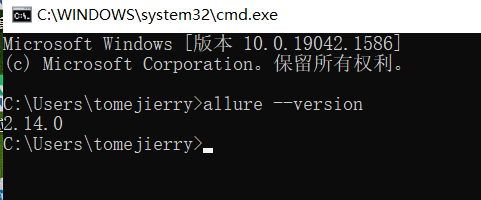 C:\WINDOWS\system32\cmd.exe
Microsoft Windows [版本 10.0.19042.1586]
(c) Microsoft Corporation。保留所有权利。
C:\Users\tomejierry>allure --version
2.14.0
C:\Users\tomejierry>